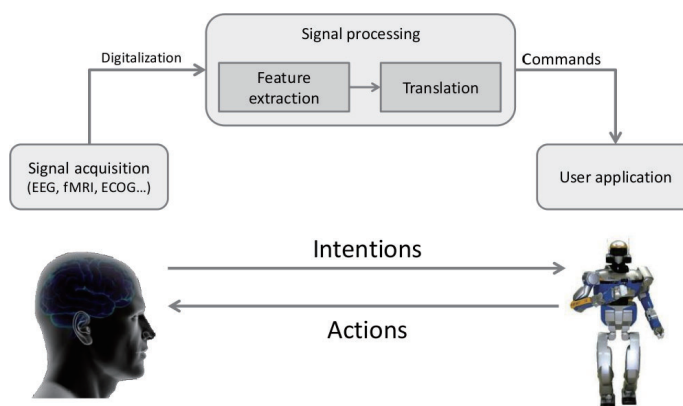 Signal processing
Digitalization
Commands
Feature
extraction
Translation
Signal acquisition
(EEG, fMRI, ECOG...)
User application
Intentions
Actions